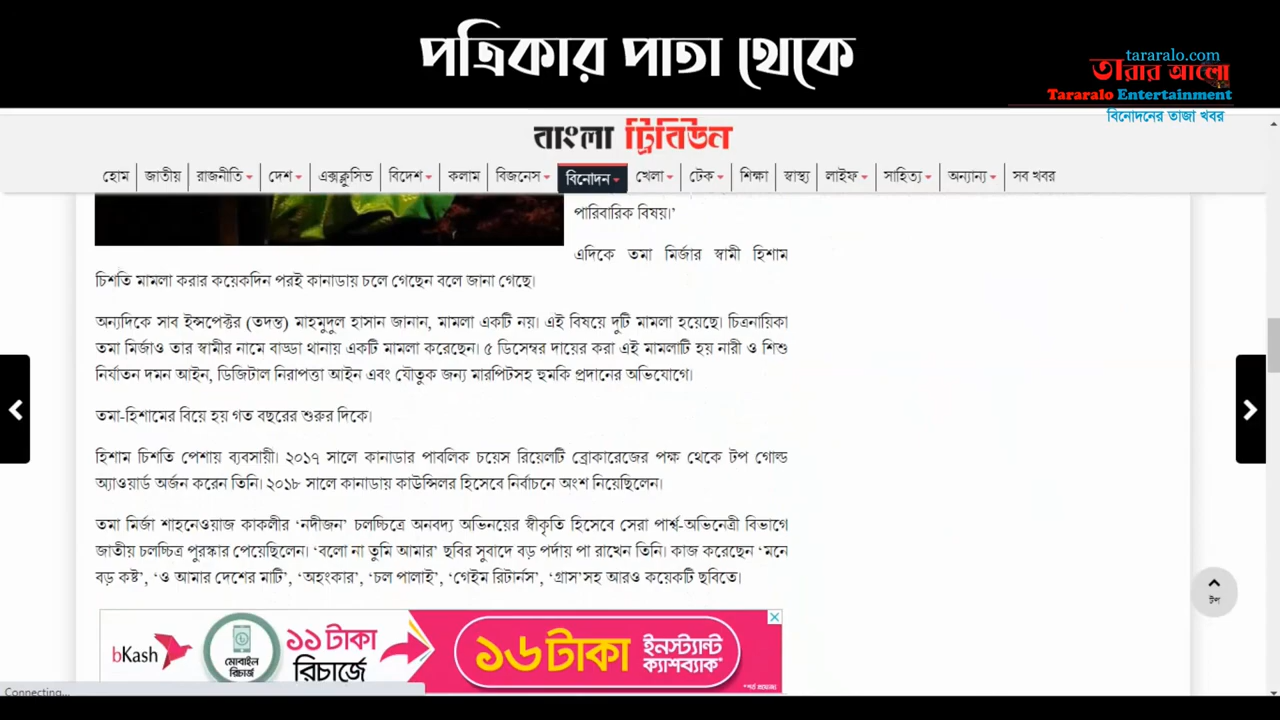 পত্রিকার পাতা থেকে
tararalo.com
তারার আলো
Tararalo Entertainment
বিনোদনের তাজা খবর
বাংলা ট্রিবিউন
হোম জাতীয় রাজনীতি দেশ এক্সক্লুসিভ বিদেশ কলাম বিজনেস বিনোদন খেলা টেক শিক্ষা স্বাস্থ্য লাইফ সাহিত্য অন্যান্য সব খবর
পারিবারিক বিষয়।’
এদিকে তমা মির্জার স্বামী হিশাম
চিশতি মামলা করার কয়েকদিন পরই কানাডায় চলে গেছেন বলে জানা গেছে।
অন্যদিকে সাব ইন্সপেক্টর (তদন্ত) মাহমুদুল হাসান জানান, মামলা একটি নয়। এই বিষয়ে দুটি মামলা হয়েছে। চিত্রনায়িকা
তমা মির্জাও তার স্বামীর নামে বাড্ডা থানায় একটি মামলা করেছেন। ৫ ডিসেম্বর দায়ের করা এই মামলাটি হয় নারী ও শিশু
নির্যাতন দমন আইন, ডিজিটাল নিরাপত্তা আইন এবং যৌতুক জন্য মারপিটসহ হুমকি প্রদানের অভিযোগে।
তমা-হিশামের বিয়ে হয় গত বছরের শুরুর দিকে।
হিশাম চিশতি পেশায় ব্যবসায়ী। ২০১৭ সালে কানাডার পাবলিক চয়েস রিয়েলটি ব্রোকারেজের পক্ষ থেকে টপ গোল্ড
অ্যাওয়ার্ড অর্জন করেন তিনি। ২০১৮ সালে কানাডায় কাউন্সিলর হিসেবে নির্বাচনে অংশ নিয়েছিলেন।
তমা মির্জা শাহনেওয়াজ কাকলীর ‘নদীজন’ চলচ্চিত্রে অনবদ্য অভিনয়ের স্বীকৃতি হিসেবে সেরা পার্শ্ব-অভিনেত্রী বিভাগে
জাতীয় চলচ্চিত্র পুরস্কার পেয়েছিলেন। ‘বলো না তুমি আমার’ ছবির সুবাদে বড় পর্দায় পা রাখেন তিনি। কাজ করেছেন ‘মনে
বড় কষ্ট’, ‘ও আমার দেশের মাটি’, ‘অহংকার’, ‘চল পালাই’, ‘গেইম রিটার্নস’, ‘গ্রাস’সহ আরও কয়েকটি ছবিতে।
টপ
bKash
মোবাইল
রিচার্জ
১১ টাকা
রিচার্জে
১৬ টাকা
ইনস্ট্যান্ট
ক্যাশব্যাক*
*শর্ত প্রযোজ্য
Connecting...